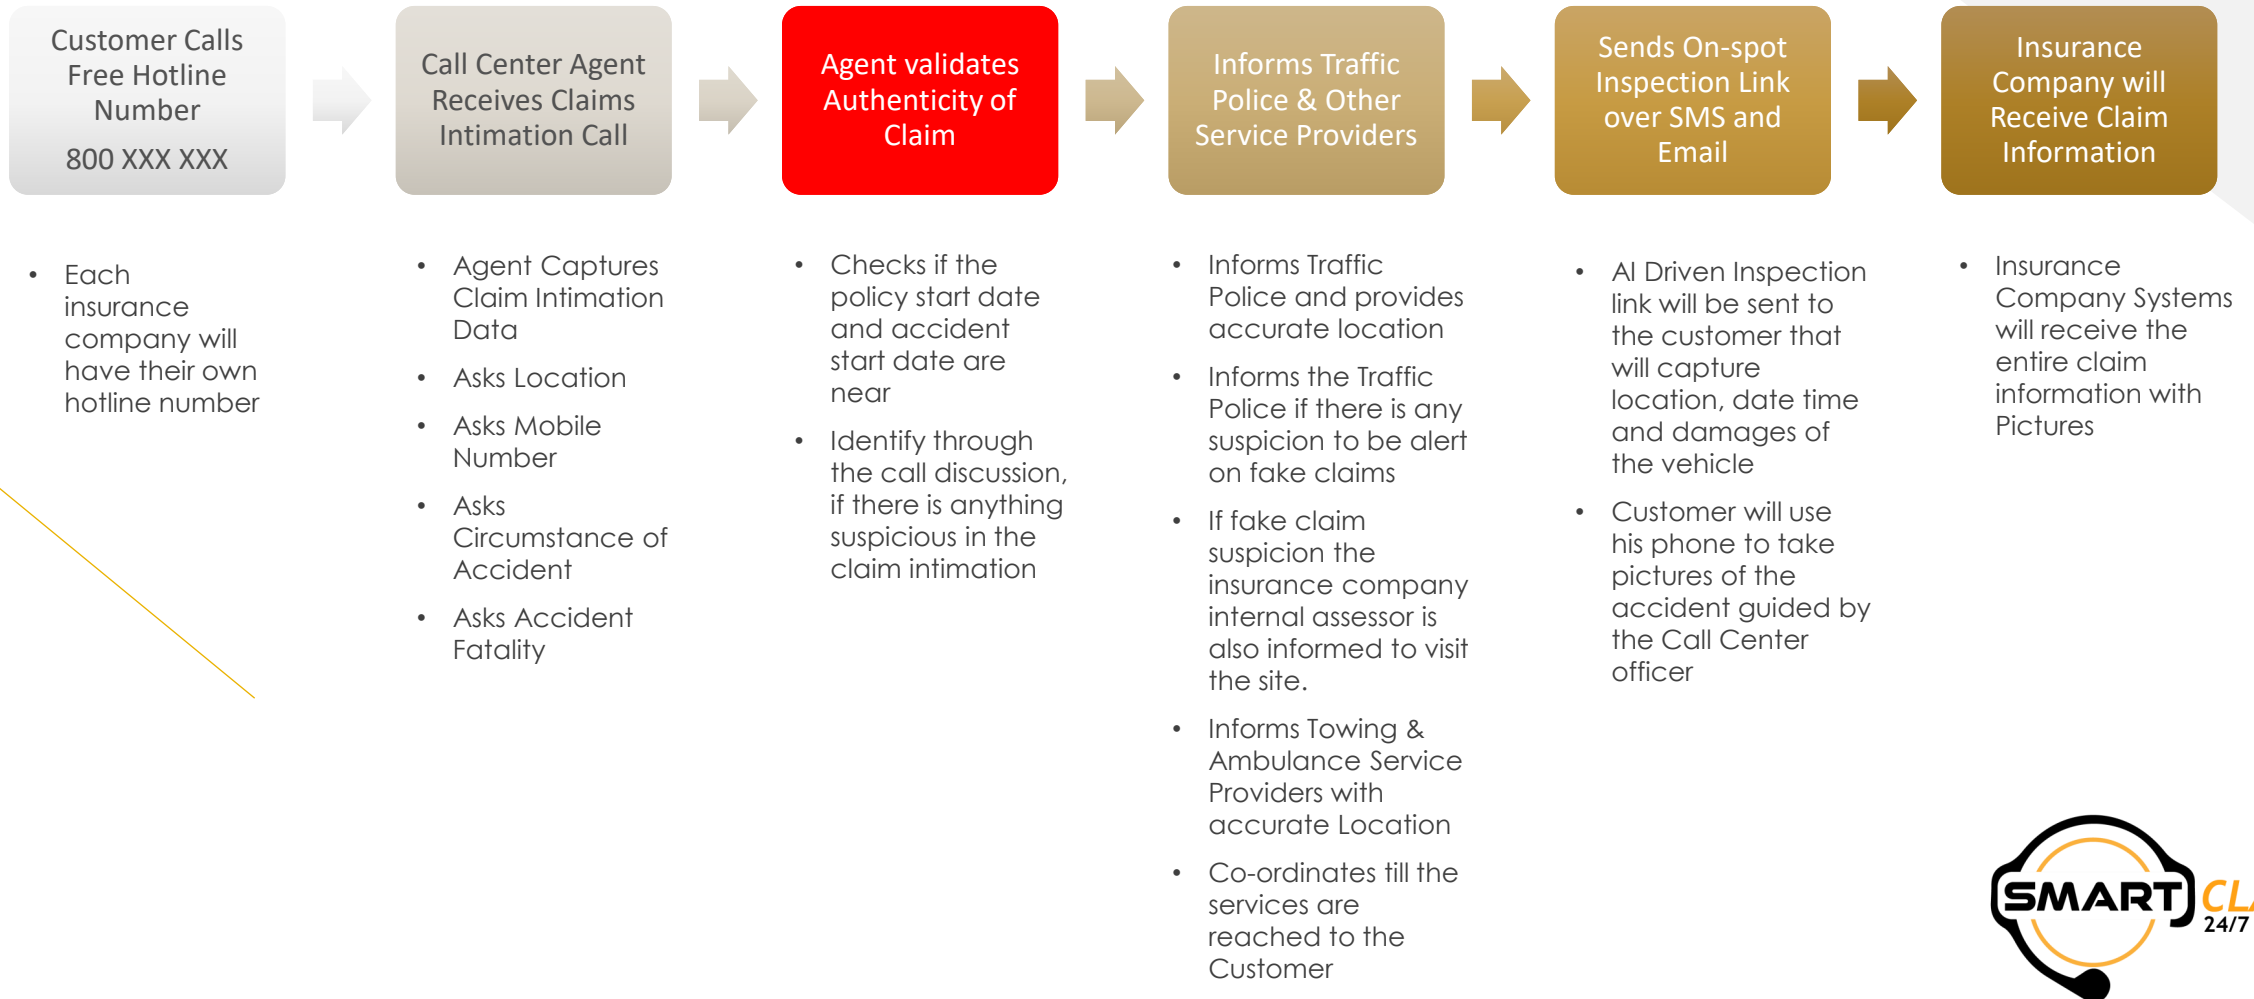 Customer Calls
Free Hotline
Number
800 XXX XXX
Call Center Agent
Receives Claims
Intimation Call
Agent validates
Authenticity of
Claim
Informs Traffic
Police & Other
Service Providers
Sends On-spot
Inspection Link
over SMS and
Email
Insurance
Company will
Receive Claim
Information
• Each
insurance
company will
have their own
hotline number
• Agent Captures
Claim Intimation
Data
• Asks Location
• Asks Mobile
Number
• Asks
Circumstance of
Accident
• Asks Accident
Fatality
• Checks if the
policy start date
and accident
start date are
near
• Identify through
the call discussion,
if there is anything
suspicious in the
claim intimation
• Informs Traffic
Police and provides
accurate location
• Informs the Traffic
Police if there is any
suspicion to be alert
on fake claims
• If fake claim
suspicion the
insurance company
internal assessor is
also informed to visit
the site.
• Informs Towing &
Ambulance Service
Providers with
accurate Location
• Co-ordinates till the
services are
reached to the
Customer
• AI Driven Inspection
link will be sent to
the customer that
will capture
location, date time
and damages of
the vehicle
• Customer will use
his phone to take
pictures of the
accident guided by
the Call Center
officer
• Insurance
Company Systems
will receive the
entire claim
information with
Pictures
SMART
24/7